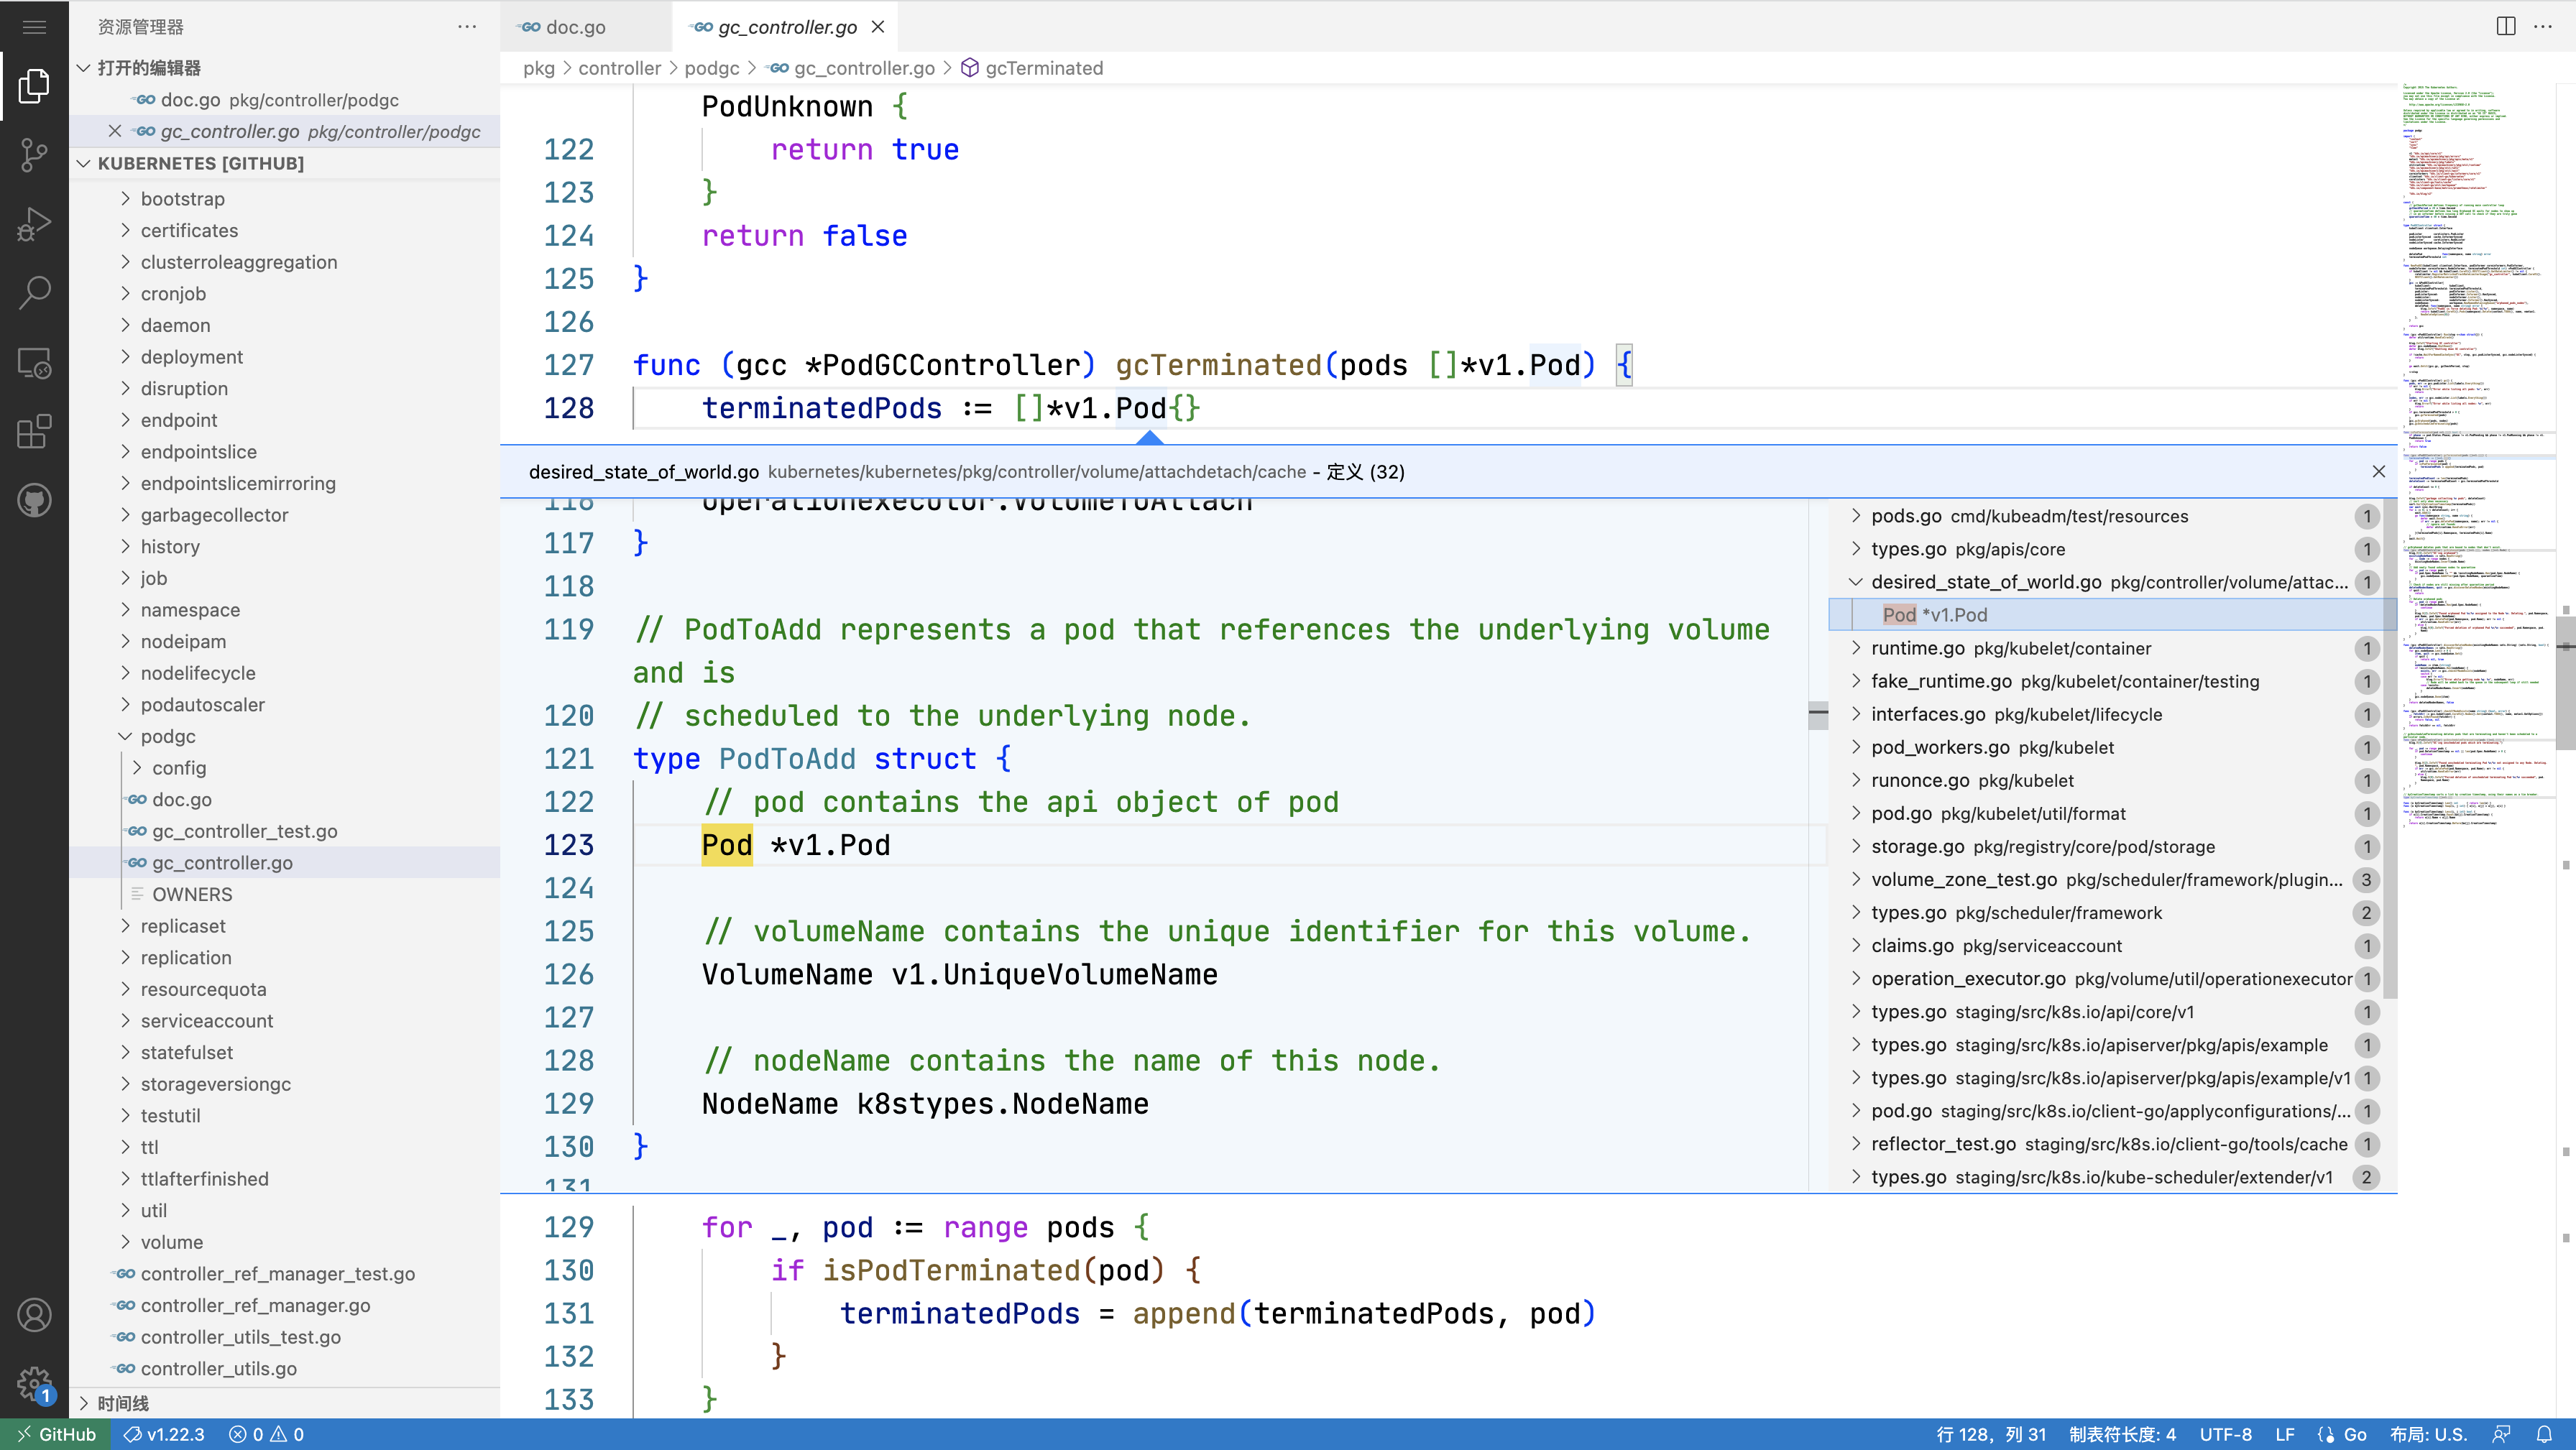 资源管理器
打开的编辑器
doc.go pkg/controller/podgc
gc_controller.go pkg/controller/podgc
KUBERNETES [GITHUB]
bootstrap
certificates
clusterroleaggregation
cronjob
daemon
deployment
disruption
endpoint
endpointslice
endpointslicemirroring
garbagecollector
history
job
namespace
nodeipam
nodelifecycle
podautoscaler
podgc
config
doc.go
gc_controller_test.go
gc_controller.go
OWNERS
replicaset
replication
resourcequota
serviceaccount
statefulset
storageversiongc
testutil
ttl
ttlafterfinished
util
volume
controller_ref_manager_test.go
controller_ref_manager.go
controller_utils_test.go
controller_utils.go
时间线
doc.go
gc_controller.go
pkg > controller > podgc > gc_controller.go > gcTerminated
PodUnknown {
122 return true
123 }
124 return false
125 }
126
127 func (gcc *PodGCController) gcTerminated(pods []*v1.Pod) {
128 terminatedPods := []*v1.Pod{}
desired_state_of_world.go kubernetes/kubernetes/pkg/controller/volume/attachdetach/cache - 定义 (32)
116 operationexecutor.VolumeToAttach
117 }
118
119 // PodToAdd represents a pod that references the underlying volume
and is
120 // scheduled to the underlying node.
121 type PodToAdd struct {
122 // pod contains the api object of pod
123 Pod *v1.Pod
124
125 // volumeName contains the unique identifier for this volume.
126 VolumeName v1.UniqueVolumeName
127
128 // nodeName contains the name of this node.
129 NodeName k8stypes.NodeName
130 }
131
pods.go cmd/kubeadm/test/resources 1
types.go pkg/apis/core 1
desired_state_of_world.go pkg/controller/volume/attac... 1
Pod *v1.Pod
runtime.go pkg/kubelet/container 1
fake_runtime.go pkg/kubelet/container/testing 1
interfaces.go pkg/kubelet/lifecycle 1
pod_workers.go pkg/kubelet 1
runonce.go pkg/kubelet 1
pod.go pkg/kubelet/util/format 1
storage.go pkg/registry/core/pod/storage 1
volume_zone_test.go pkg/scheduler/framework/plugin... 3
types.go pkg/scheduler/framework 2
claims.go pkg/serviceaccount 1
operation_executor.go pkg/volume/util/operationexecutor 1
types.go staging/src/k8s.io/api/core/v1 1
types.go staging/src/k8s.io/apiserver/pkg/apis/example 1
types.go staging/src/k8s.io/apiserver/pkg/apis/example/v1 1
pod.go staging/src/k8s.io/client-go/applyconfigurations/... 1
reflector_test.go staging/src/k8s.io/client-go/tools/cache 1
types.go staging/src/k8s.io/kube-scheduler/extender/v1 2
129 for _, pod := range pods {
130 if isPodTerminated(pod) {
131 terminatedPods = append(terminatedPods, pod)
132 }
133 }
1
GitHub v1.22.3 0 0
行 128，列 31 制表符长度: 4 UTF-8 LF Go 布局: U.S.